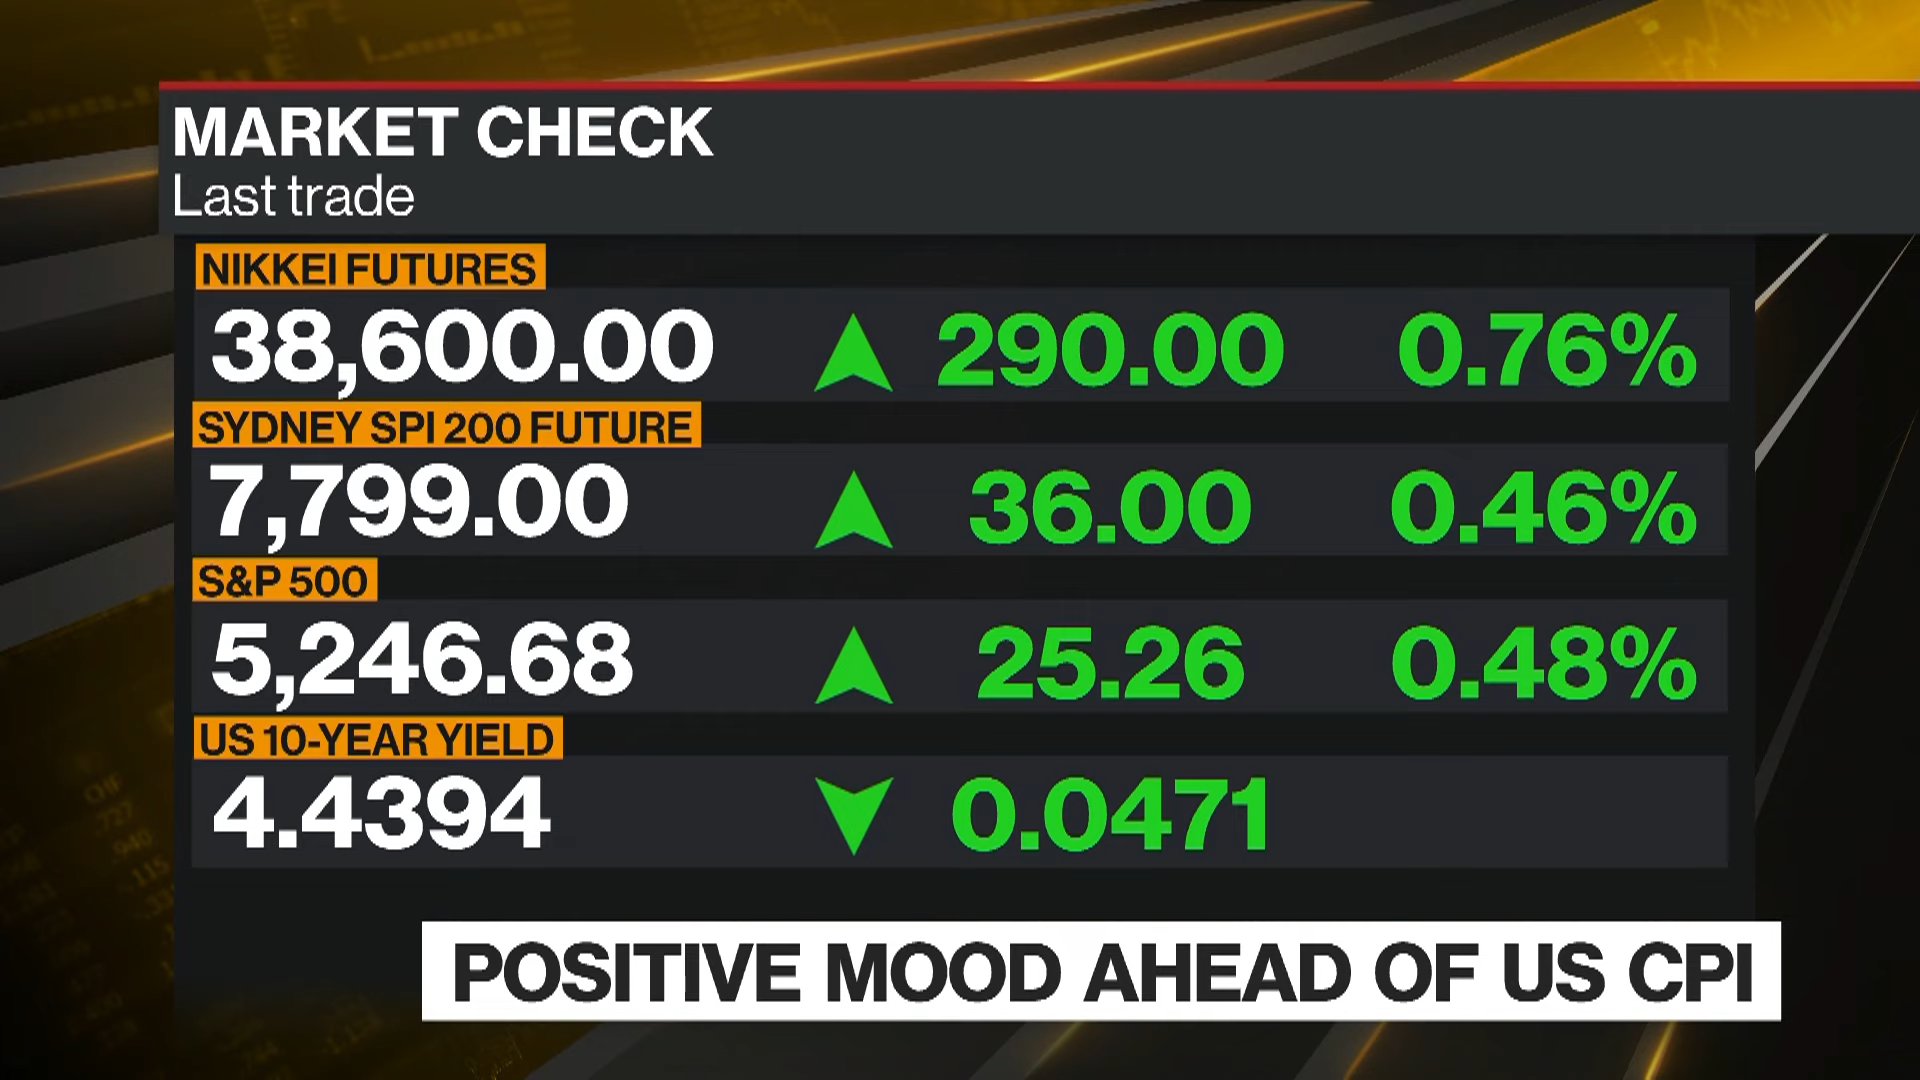 MARKET CHECK
Last trade
NIKKEI FUTURES
38,600.00 ▲ 290.00 0.76%
SYDNEY SPI 200 FUTURE
7,799.00 ▲ 36.00 0.46%
S&P 500
5,246.68 ▲ 25.26 0.48%
US 10-YEAR YIELD
4.4394 ▼ 0.0471
POSITIVE MOOD AHEAD OF US CPI